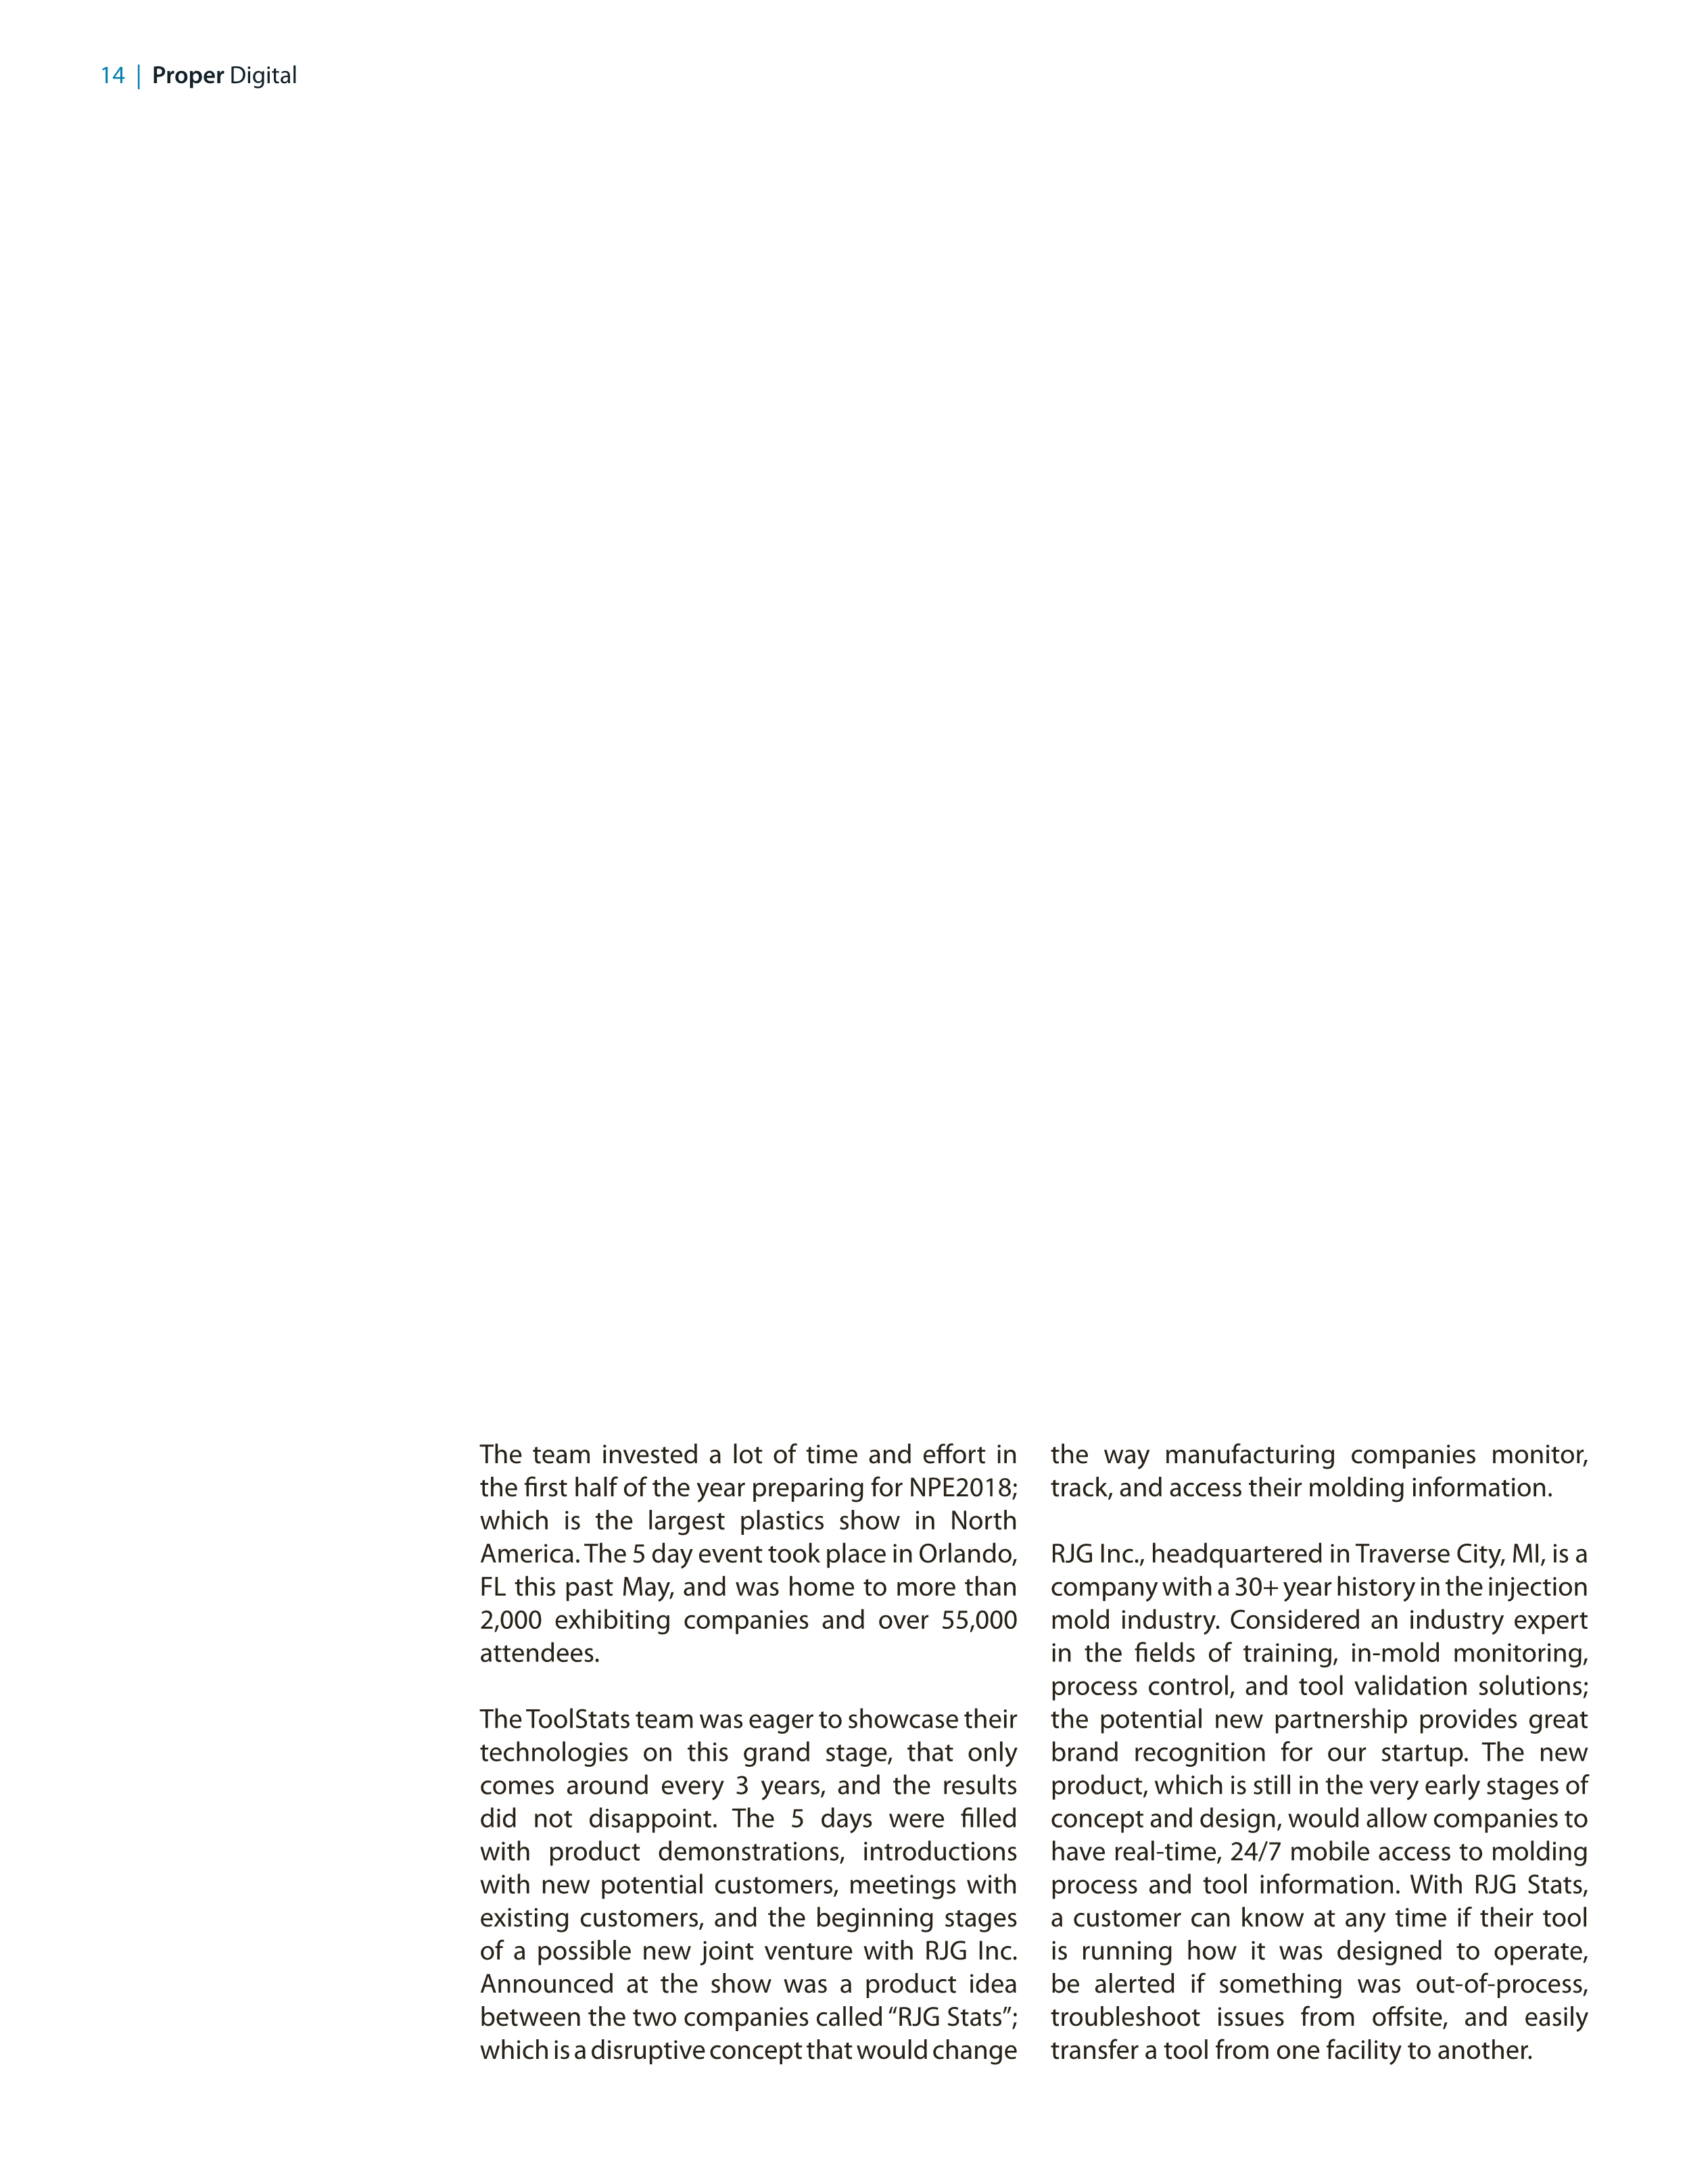 14 | Proper Digital
The team invested a lot of time and effort in
the first half of the year preparing for NPE2018;
which is the largest plastics show in North
America. The 5 day event took place in Orlando,
FL this past May, and was home to more than
2,000 exhibiting companies and over 55,000
attendees.
The ToolStats team was eager to showcase their
technologies on this grand stage, that only
comes around every 3 years, and the results
did not disappoint. The 5 days were filled
with product demonstrations, introductions
with new potential customers, meetings with
existing customers, and the beginning stages
of a possible new joint venture with RJG Inc.
Announced at the show was a product idea
between the two companies called “RJG Stats”;
which is a disruptive concept that would change
the way manufacturing companies monitor,
track, and access their molding information.
RJG Inc., headquartered in Traverse City, MI, is a
company with a 30+ year history in the injection
mold industry. Considered an industry expert
in the fields of training, in-mold monitoring,
process control, and tool validation solutions;
the potential new partnership provides great
brand recognition for our startup. The new
product, which is still in the very early stages of
concept and design, would allow companies to
have real-time, 24/7 mobile access to molding
process and tool information. With RJG Stats,
a customer can know at any time if their tool
is running how it was designed to operate,
be alerted if something was out-of-process,
troubleshoot issues from offsite, and easily
transfer a tool from one facility to another.